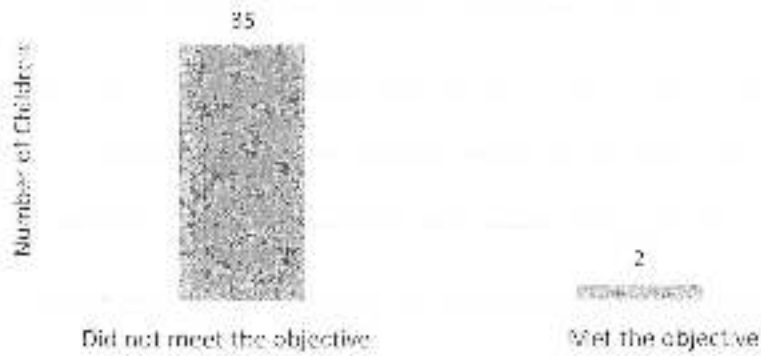 35
Number of Children
2
Did not meet the objective
Met the objective